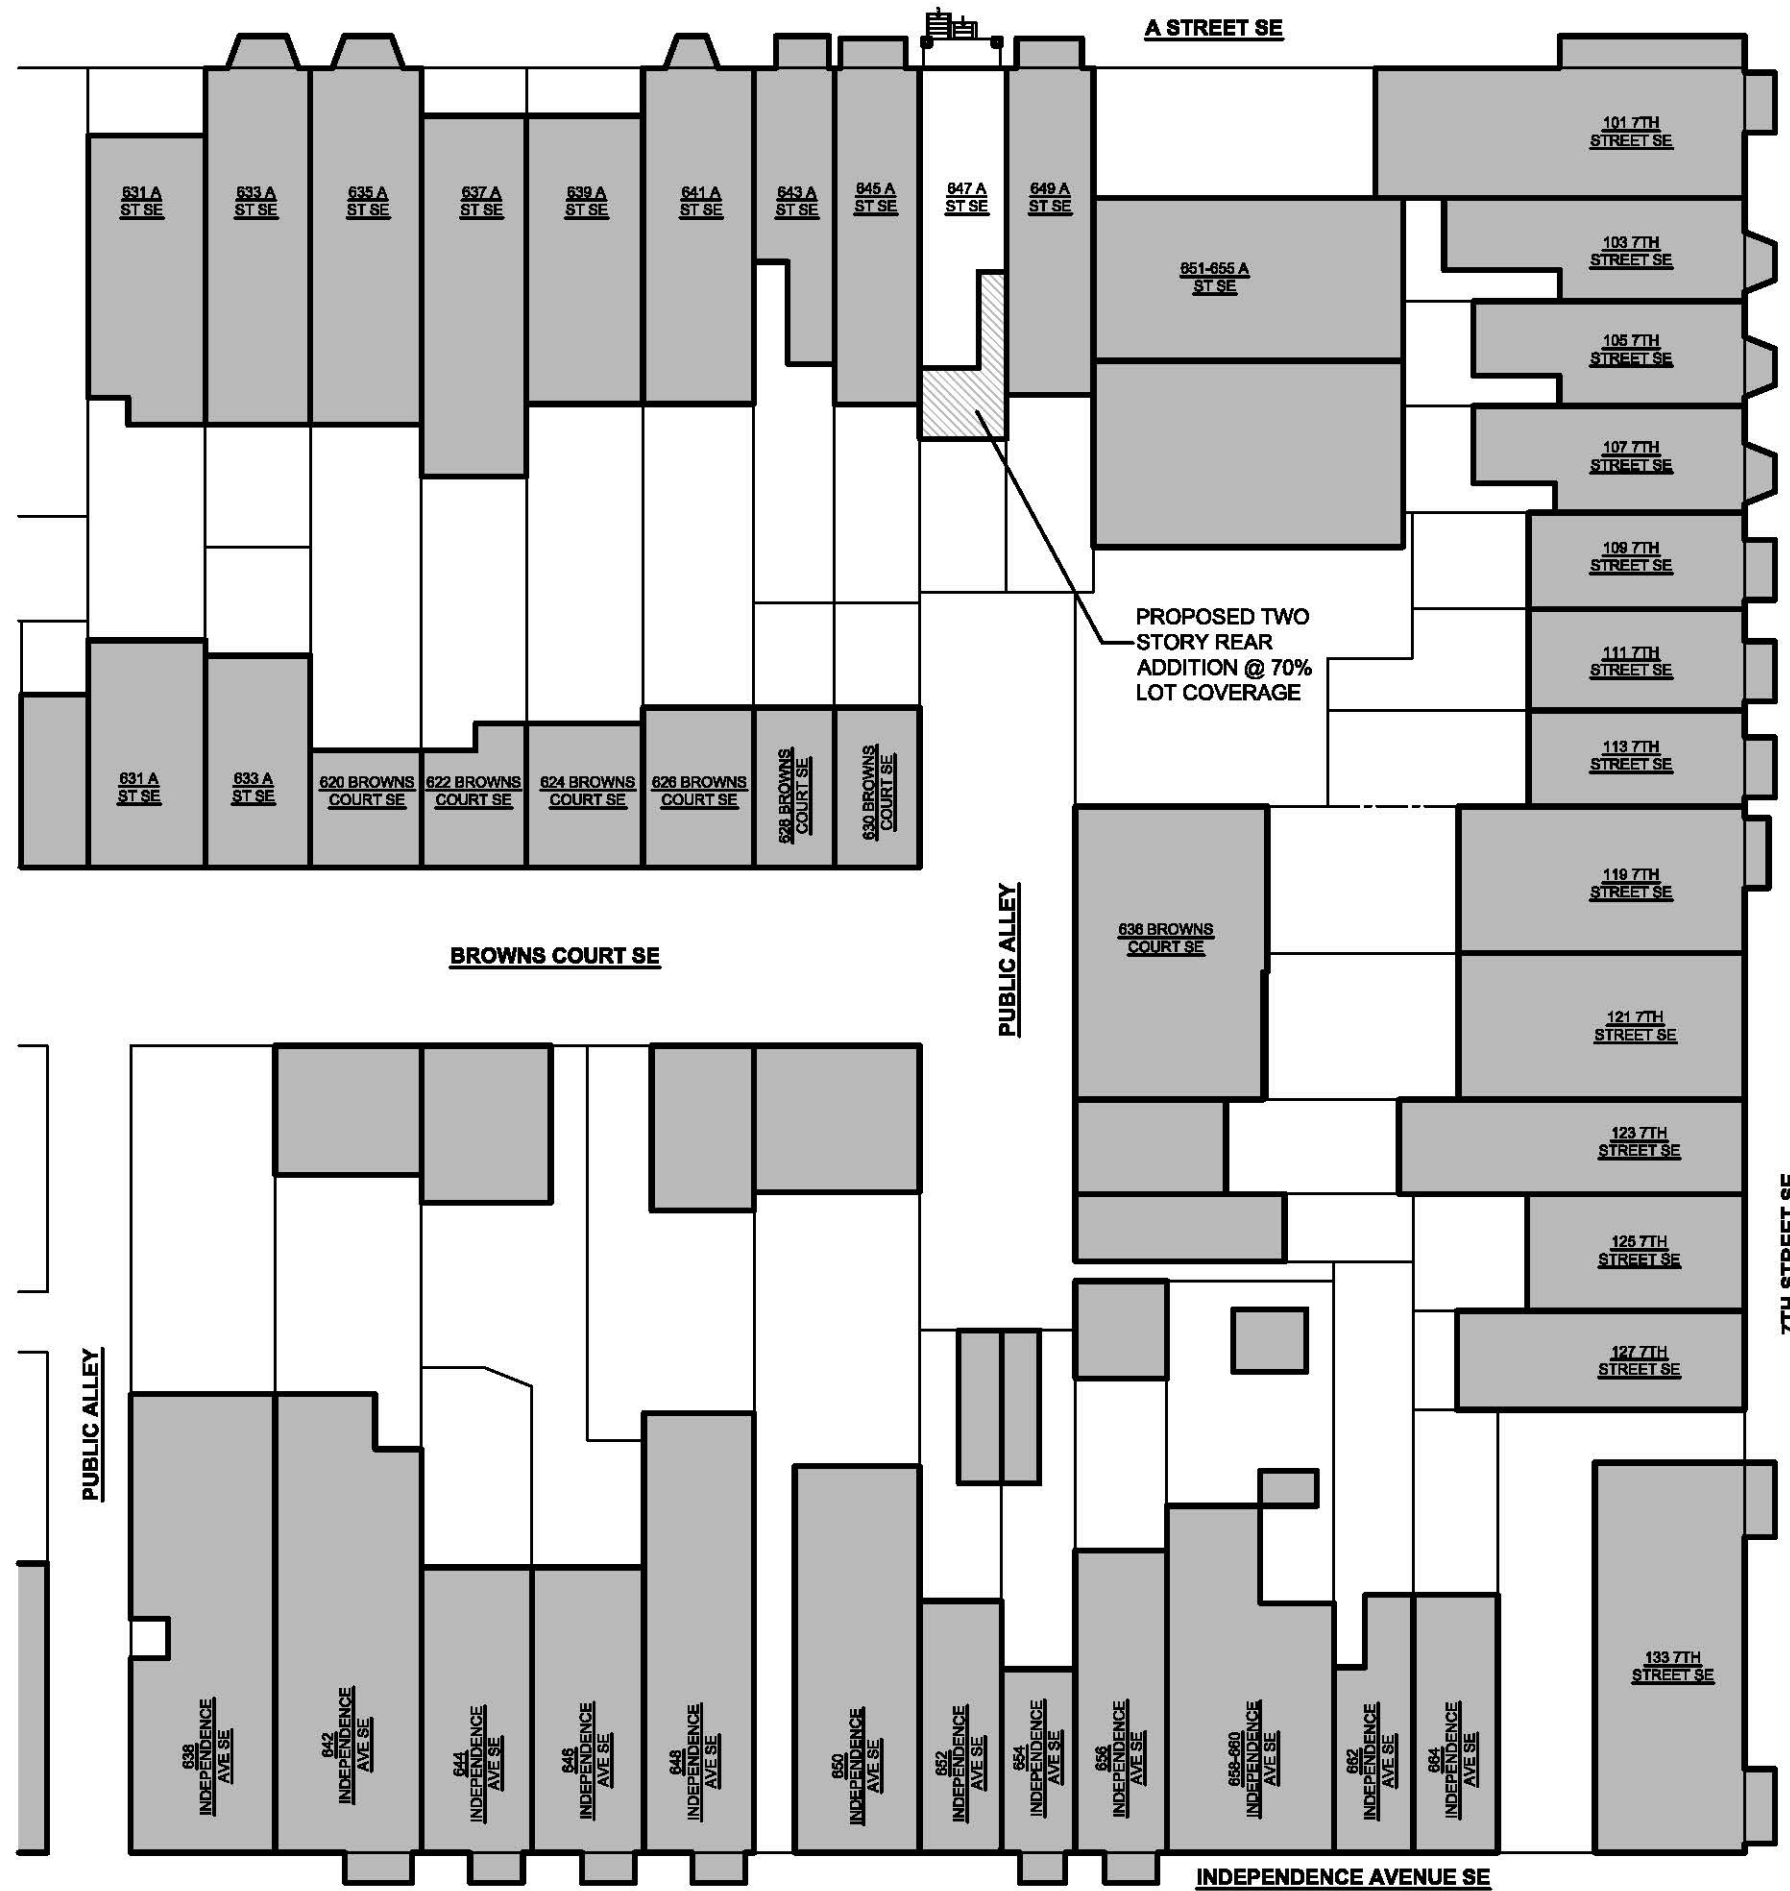 A STREET SE
631 A
ST SE
633 A
ST SE
635 A
ST SE
637 A
ST SE
639 A
ST SE
641 A
ST SE
643 A
ST SE
645 A
ST SE
647 A
ST SE
649 A
ST SE
651-655 A
ST SE
101 7TH
STREET SE
103 7TH
STREET SE
105 7TH
STREET SE
107 7TH
STREET SE
109 7TH
STREET SE
111 7TH
STREET SE
113 7TH
STREET SE
PROPOSED TWO
STORY REAR
ADDITION @ 70%
LOT COVERAGE
631 A
ST SE
633 A
ST SE
620 BROWNS
COURT SE
622 BROWNS
COURT SE
624 BROWNS
COURT SE
626 BROWNS
COURT SE
628 BROWNS
COURT SE
630 BROWNS
COURT SE
119 7TH
STREET SE
636 BROWNS
COURT SE
BROWNS COURT SE
PUBLIC ALLEY
121 7TH
STREET SE
123 7TH
STREET SE
125 7TH
STREET SE
127 7TH
STREET SE
7TH STREET SE
PUBLIC ALLEY
133 7TH
STREET SE
638
INDEPENDENCE
AVE SE
642
INDEPENDENCE
AVE SE
644
INDEPENDENCE
AVE SE
646
INDEPENDENCE
AVE SE
648
INDEPENDENCE
AVE SE
650
INDEPENDENCE
AVE SE
652
INDEPENDENCE
AVE SE
654
INDEPENDENCE
AVE SE
656
INDEPENDENCE
AVE SE
658-660
INDEPENDENCE
AVE SE
662
INDEPENDENCE
AVE SE
664
INDEPENDENCE
AVE SE
INDEPENDENCE AVENUE SE